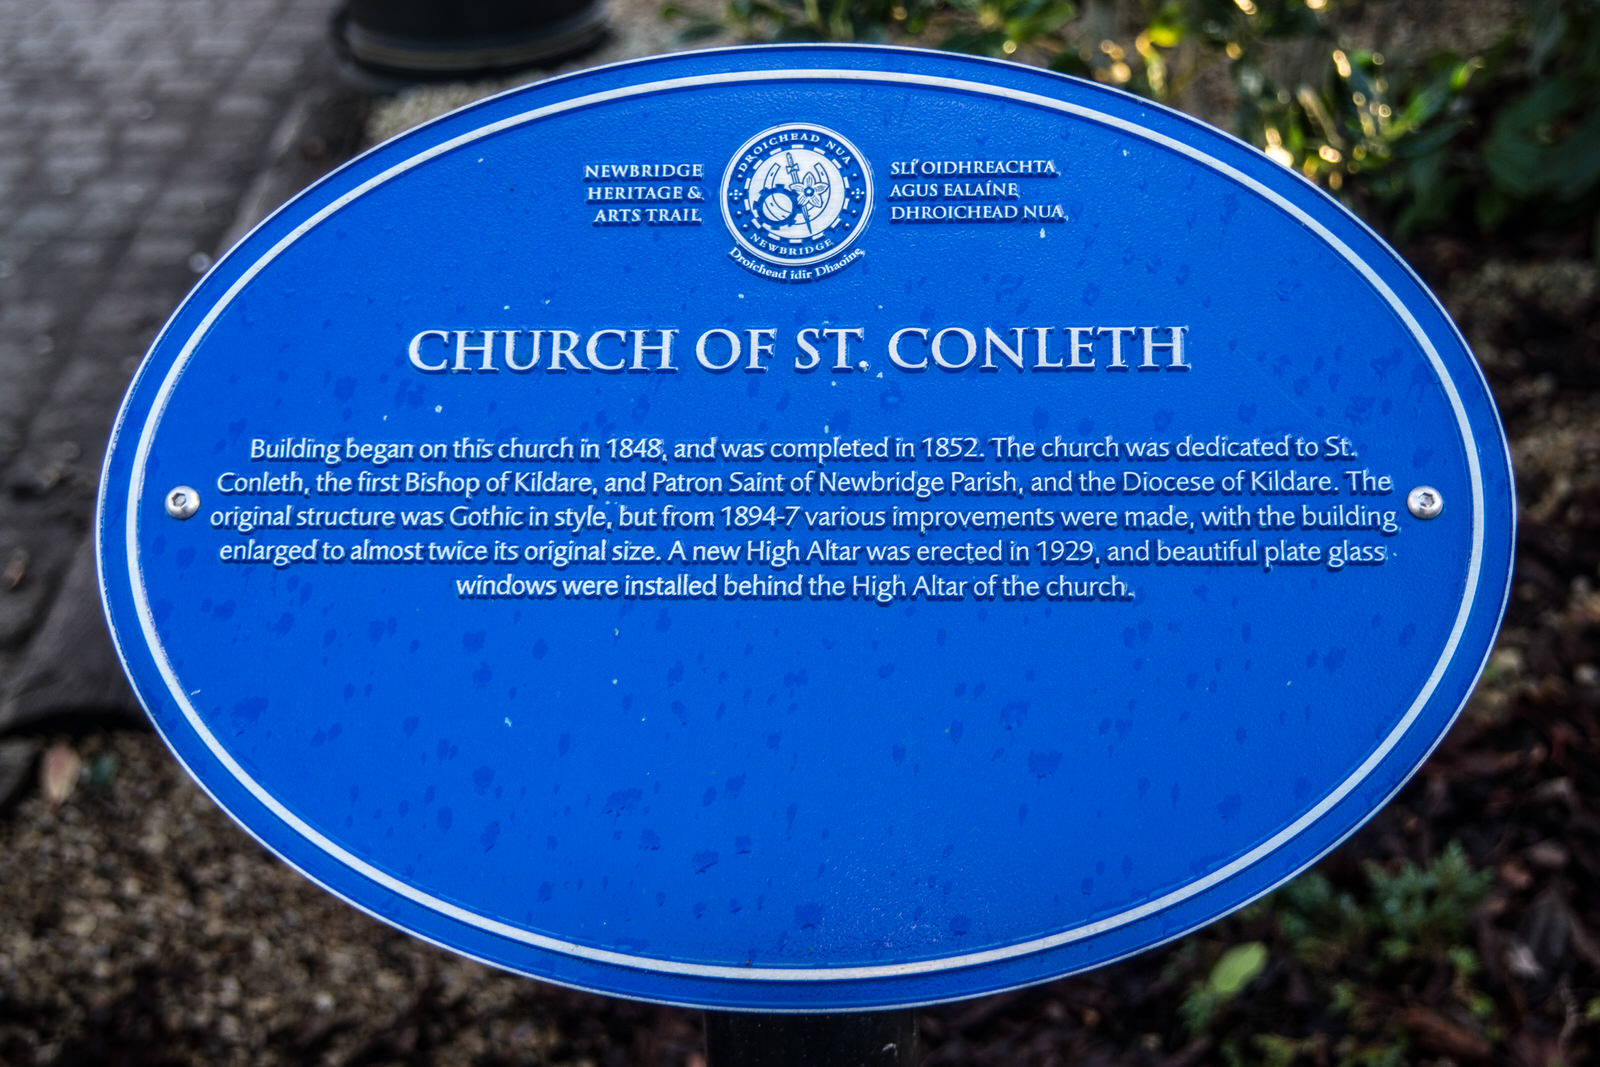 NEWBRIDGE
HERITAGE &
ARTS TRAIL
DROICHEAD NUA
NEWBRIDGE
Droichead idir Dhaoine
SLÍ OIDHREACHTA
AGUS EALAÍNE
DHROICHEAD NUA
CHURCH OF ST. CONLETH
Building began on this church in 1848, and was completed in 1852. The church was dedicated to St.
Conleth, the first Bishop of Kildare, and Patron Saint of Newbridge Parish, and the Diocese of Kildare. The
original structure was Gothic in style, but from 1894-7 various improvements were made, with the building
enlarged to almost twice its original size. A new High Altar was erected in 1929, and beautiful plate glass
windows were installed behind the High Altar of the church.